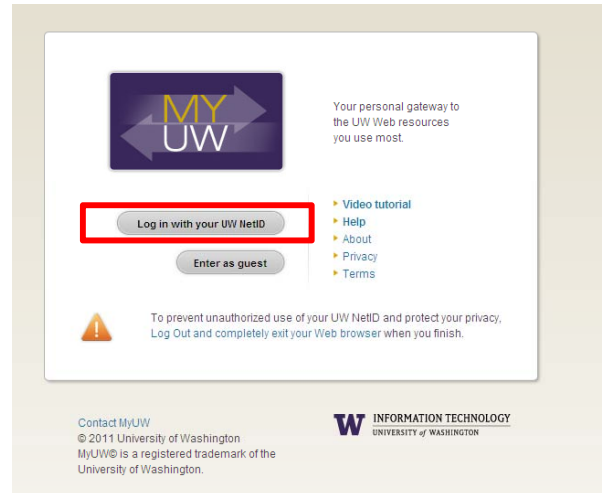 MY
UW
Your personal gateway to
the UW Web resources
you use most.
Log in with your UW NetID
Enter as guest
Video tutorial
Help
About
Privacy
Terms
To prevent unauthorized use of your UW NetID and protect your privacy,
Log Out and completely exit your Web browser when you finish.
Contact MyUW
© 2011 University of Washington
MyUW® is a registered trademark of the
University of Washington.
W INFORMATION TECHNOLOGY
UNIVERSITY of WASHINGTON